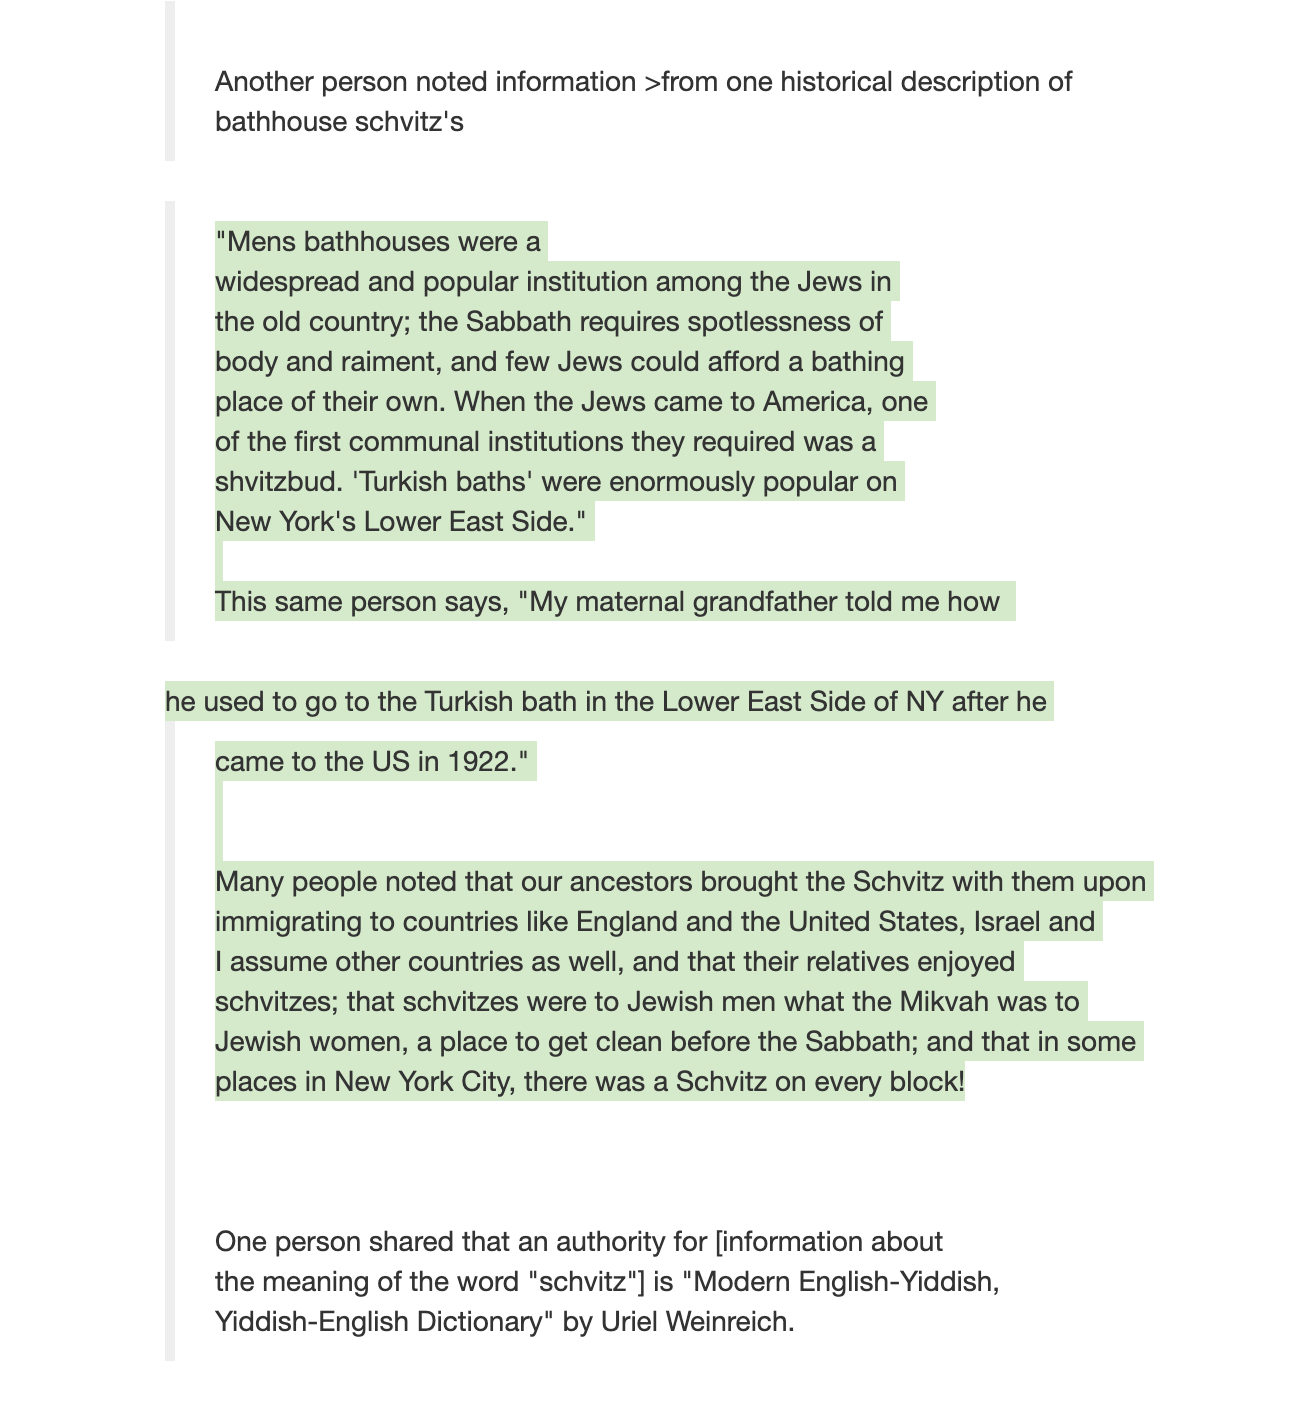 Another person noted information >from one historical description of
bathhouse schvitz's
"Mens bathhouses were a
widespread and popular institution among the Jews in
the old country; the Sabbath requires spotlessness of
body and raiment, and few Jews could afford a bathing
place of their own. When the Jews came to America, one
of the first communal institutions they required was a
shvitzbud. 'Turkish baths' were enormously popular on
New York's Lower East Side."
This same person says, "My maternal grandfather told me how
he used to go to the Turkish bath in the Lower East Side of NY after he
came to the US in 1922."
Many people noted that our ancestors brought the Schvitz with them upon
immigrating to countries like England and the United States, Israel and
I assume other countries as well, and that their relatives enjoyed
schvitzes; that schvitzes were to Jewish men what the Mikvah was to
Jewish women, a place to get clean before the Sabbath; and that in some
places in New York City, there was a Schvitz on every block!
One person shared that an authority for [information about
the meaning of the word "schvitz"] is "Modern English-Yiddish,
Yiddish-English Dictionary" by Uriel Weinreich.